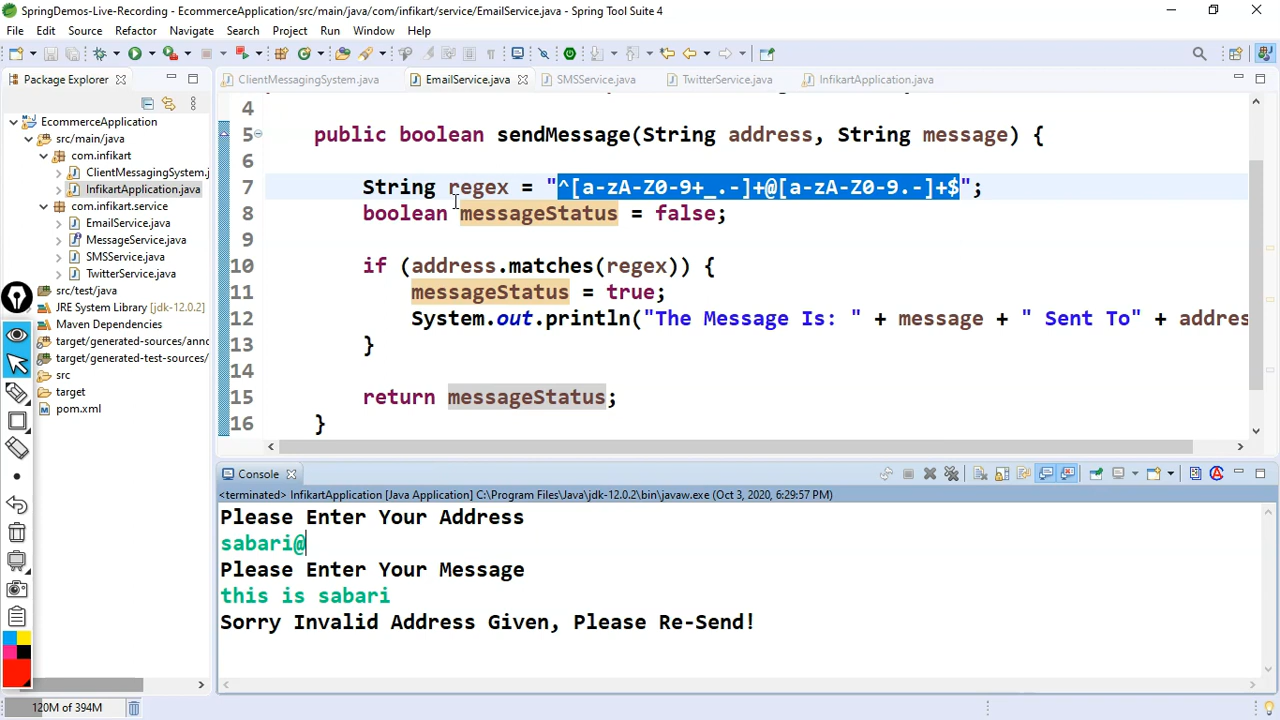 SpringDemos-Live-Recording - EcommerceApplication/src/main/java/com/infikart/service/EmailService.java - Spring Tool Suite 4
File Edit Source Refactor Navigate Search Project Run Window Help
Package Explorer
ClientMessagingSystem.java EmailService.java SMSService.java TwitterService.java InfikartApplication.java
EcommerceApplication
src/main/java
com.infikart
ClientMessagingSystem.j
InfikartApplication.java
com.infikart.service
EmailService.java
MessageService.java
SMSService.java
TwitterService.java
src/test/java
JRE System Library [jdk-12.0.2]
Maven Dependencies
target/generated-sources/anno
target/generated-test-sources/
src
target
pom.xml
4
5 public boolean sendMessage(String address, String message) {
6
7 String regex = "^[a-zA-Z0-9+_.-]+@[a-zA-Z0-9.-]+$";
8 boolean messageStatus = false;
9
10 if (address.matches(regex)) {
11 messageStatus = true;
12 System.out.println("The Message Is: " + message + " Sent To" + addres
13 }
14
15 return messageStatus;
16 }
Console
<terminated> InfikartApplication [Java Application] C:\Program Files\Java\jdk-12.0.2\bin\javaw.exe (Oct 3, 2020, 6:29:57 PM)
Please Enter Your Address
sabari@
Please Enter Your Message
this is sabari
Sorry Invalid Address Given, Please Re-Send!
120M of 394M